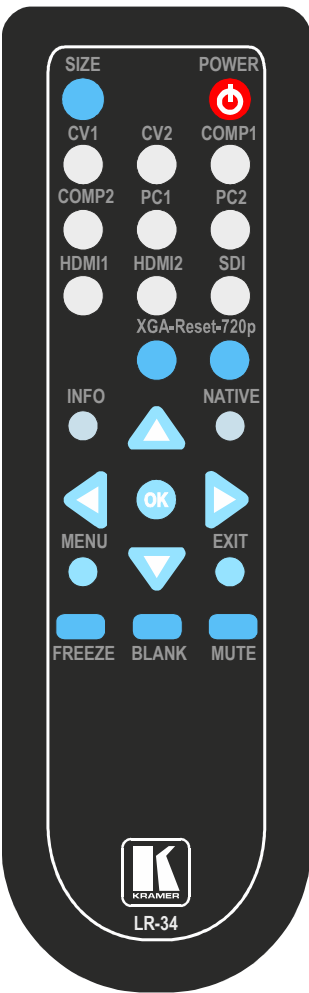 SIZE POWER
CV1 CV2 COMP1
COMP2 PC1 PC2
HDMI1 HDMI2 SDI
XGA-Reset-720p
INFO NATIVE
OK
MENU EXIT
FREEZE BLANK MUTE
K
KRAMER
LR-34